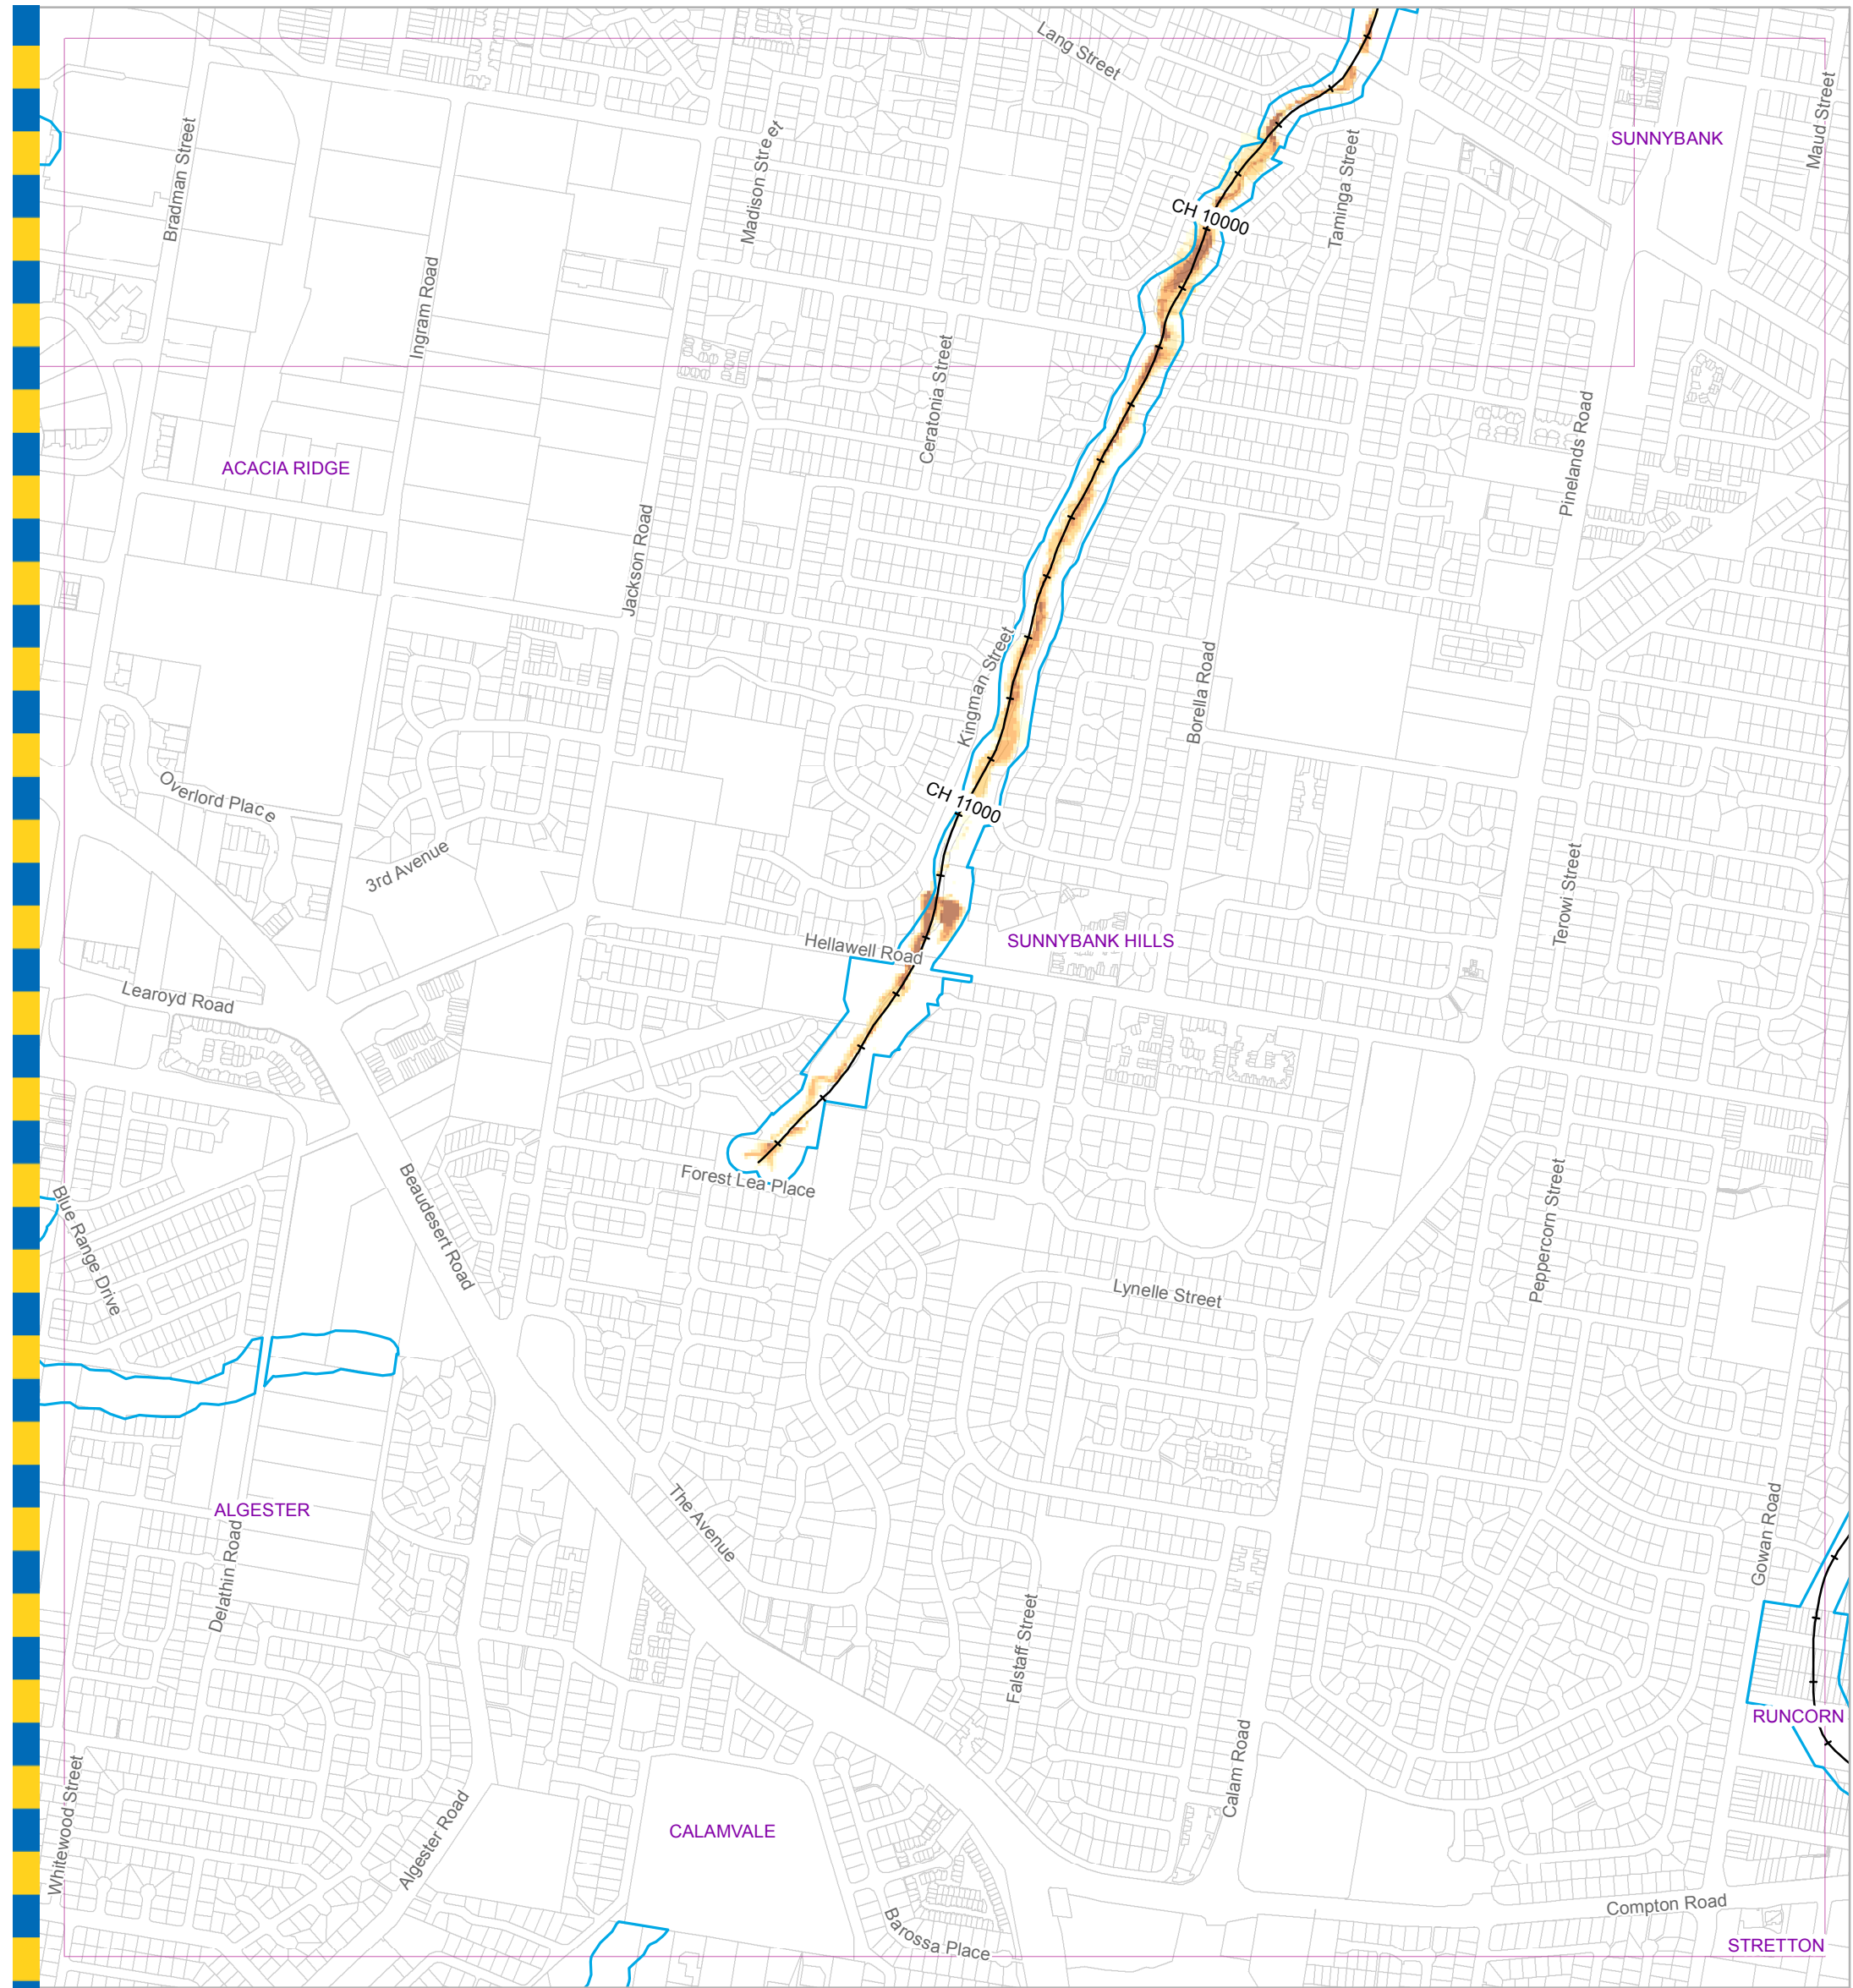 Lang Street
Maud Street
SUNNYBANK
Bradman Street
Madison Street
Taminga Street
CH 10000
Ingram Road
Ceratonia Street
Pinelands Road
ACACIA RIDGE
Jackson Road
Kingman Street
Borella Road
Overlord Place
CH 11000
3rd Avenue
Terowi Street
Hellawell Road
SUNNYBANK HILLS
Learoyd Road
Forest Lea Place
Blue Range Drive
Beaudesert Road
Peppercorn Street
Lynelle Street
ALGESTER
The Avenue
Gowan Road
Delathin Road
Falstaff Street
RUNCORN
Calam Road
Whitewood Street
Algester Road
CALAMVALE
Compton Road
Barossa Place
STRETTON